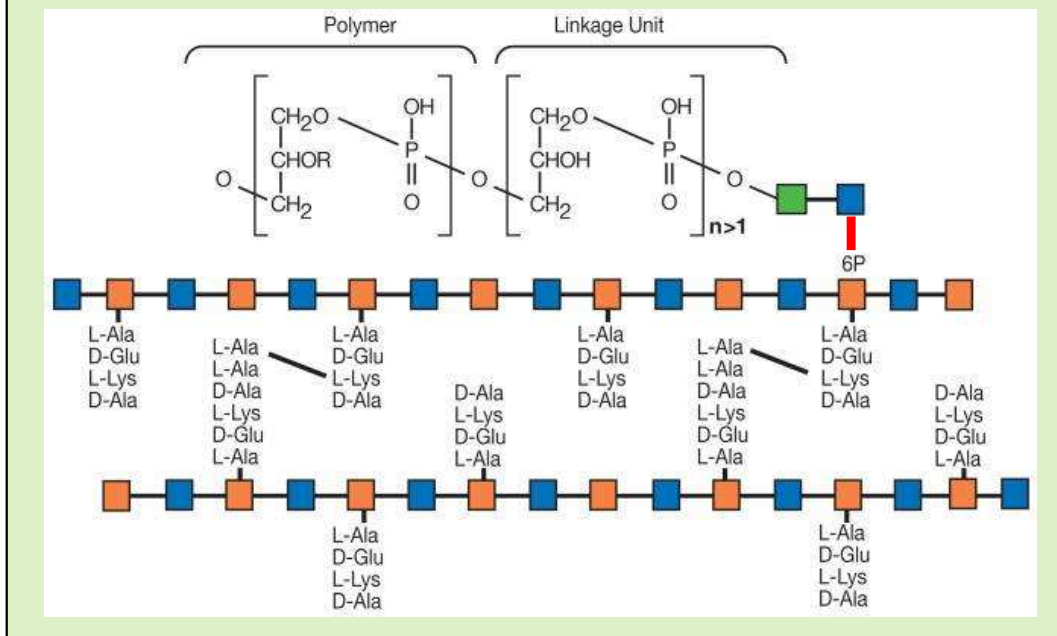 Polymer
Linkage Unit
CH2O
OH
CHOR
P
O
CH2
O
O
CH2O
OH
CHOH
P
CH2
O
O
n>1
6P
L-Ala
D-Glu
L-Lys
D-Ala
L-Ala
L-Ala
D-Ala
L-Lys
D-Glu
L-Ala
L-Ala
D-Glu
L-Lys
D-Ala
D-Ala
L-Lys
D-Glu
L-Ala
L-Ala
D-Glu
L-Lys
D-Ala
L-Ala
L-Ala
D-Ala
L-Lys
D-Glu
L-Ala
L-Ala
D-Glu
L-Lys
D-Ala
D-Ala
L-Lys
D-Glu
L-Ala
L-Ala
D-Glu
L-Lys
D-Ala
L-Ala
D-Glu
L-Lys
D-Ala